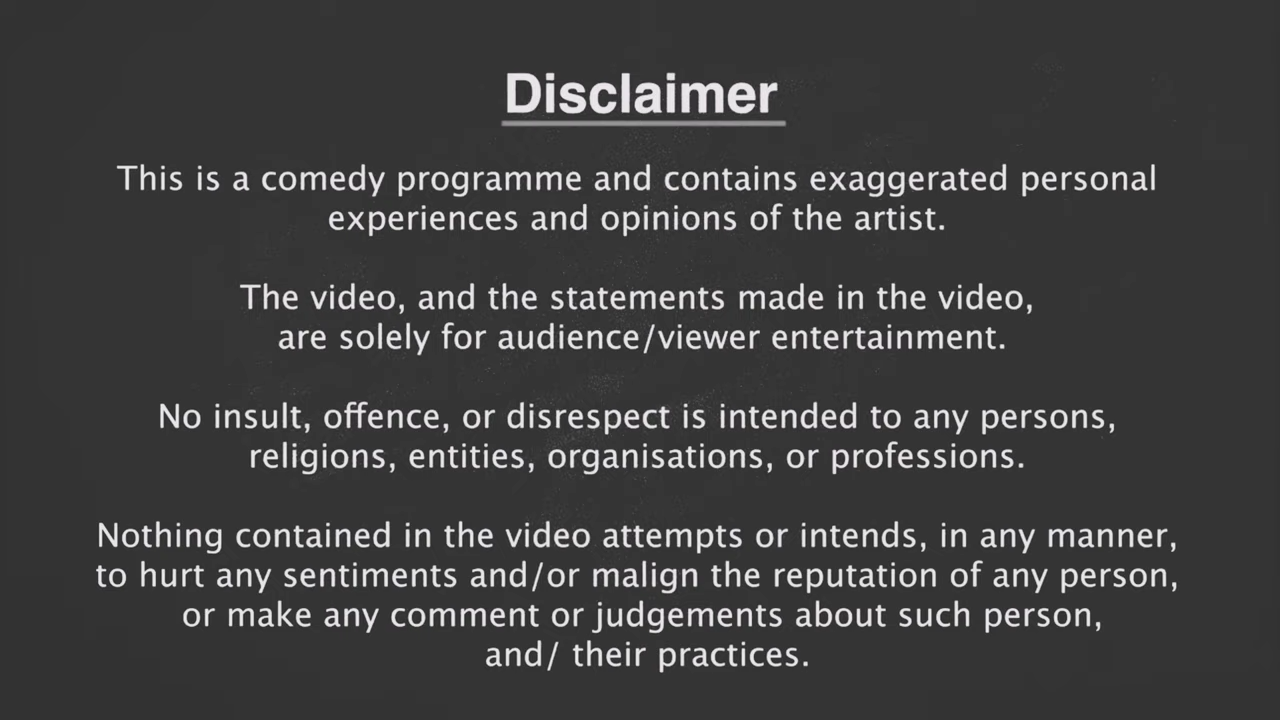 Disclaimer
This is a comedy programme and contains exaggerated personal
experiences and opinions of the artist.
The video, and the statements made in the video,
are solely for audience/viewer entertainment.
No insult, offence, or disrespect is intended to any persons,
religions, entities, organisations, or professions.
Nothing contained in the video attempts or intends, in any manner,
to hurt any sentiments and/or malign the reputation of any person,
or make any comment or judgements about such person,
and/ their practices.